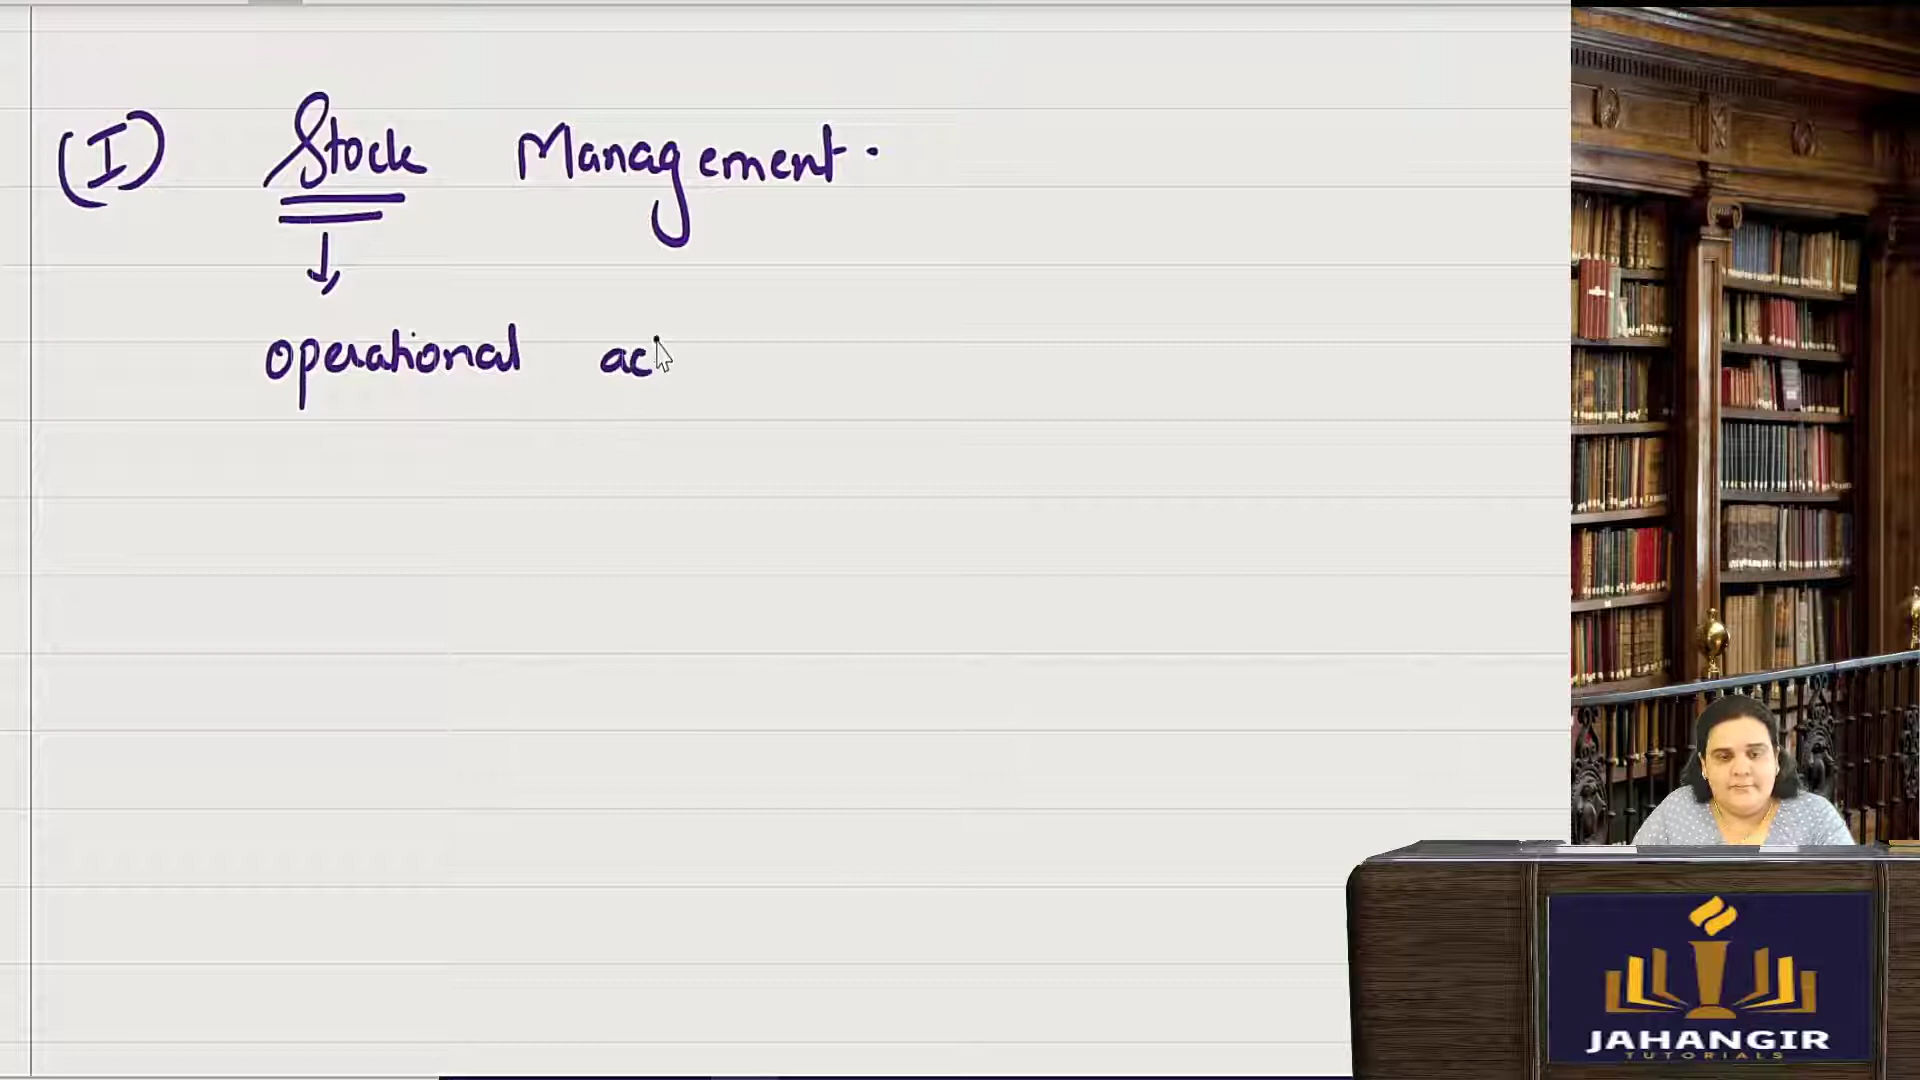 (I) Stock Management.
operational ac
JAHANGIR
TUTORIALS